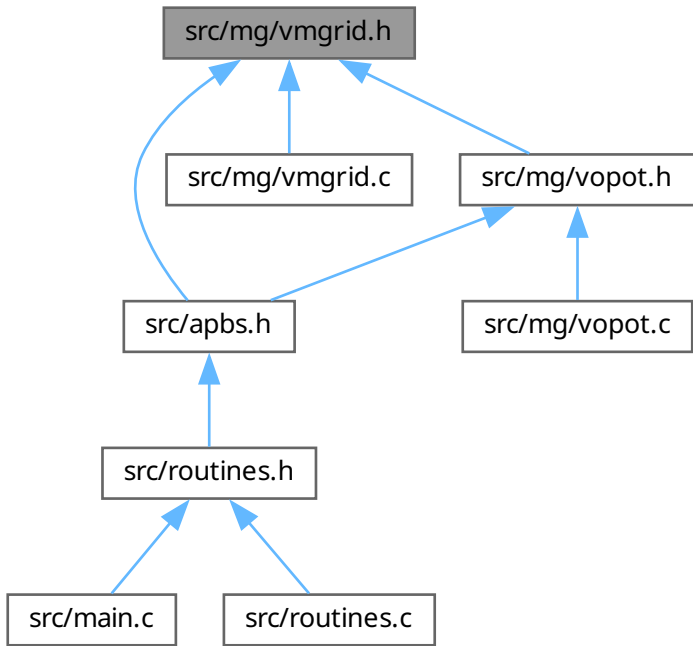 src/mg/vmgrid.h
src/mg/vmgrid.c
src/mg/vopot.h
src/apbs.h
src/mg/vopot.c
src/routines.h
src/main.c
src/routines.c